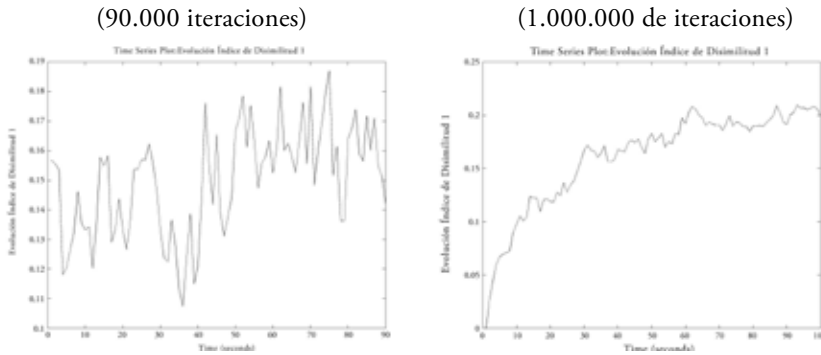 (90.000 iteraciones)
Time Series Plot:Evolución Índice de Disimilitud 1
Evolución Índice de Disimilitud 1
0.19
0.18
0.17
0.16
0.15
0.14
0.13
0.12
0.11
0.1
0 10 20 30 40 50 60 70 80 90
Time (seconds)
(1.000.000 de iteraciones)
Time Series Plot:Evolución Índice de Disimilitud 1
Evolución Índice de Disimilitud 1
0.25
0.2
0.15
0.1
0.05
0
0 10 20 30 40 50 60 70 80 90 100
Time (seconds)